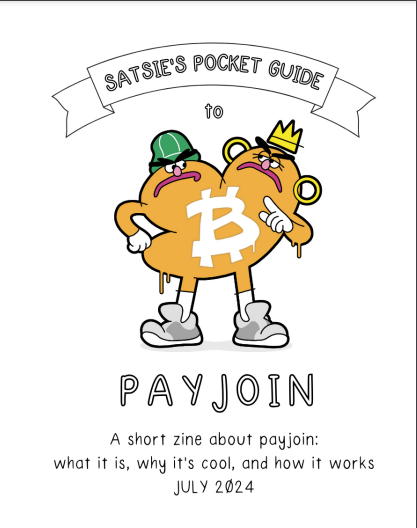 SATSIE'S POCKET GUIDE
to
₿
PAYJOIN
A short zine about payjoin:
what it is, why it's cool, and how it works
JULY 2024